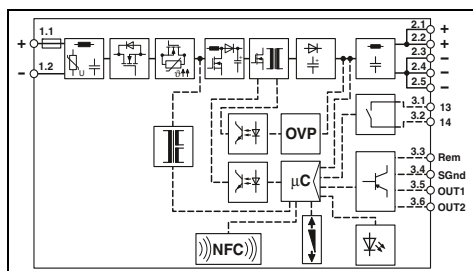 + 1.1
− 1.2
U
ϑ
2.1 +
2.2 +
2.3 −
2.4 −
2.5 −
OVP
μC
3.1 13
3.2 14
3.3 Rem
3.4 SGnd
3.5 OUT1
3.6 OUT2
NFC